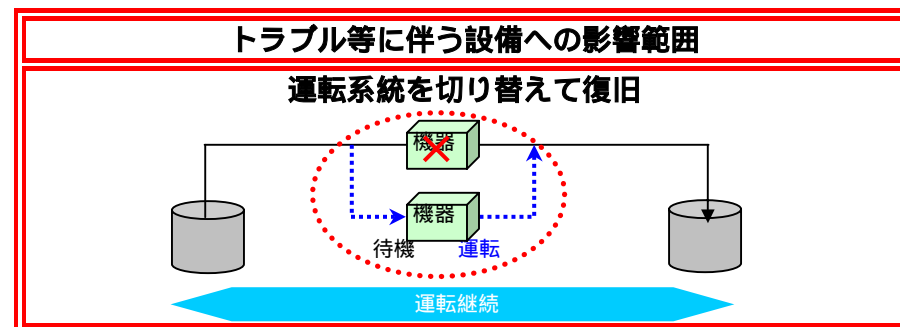 トラブル等に伴う設備への影響範囲
運転系統を切り替えて復旧
機器
機器
待機 運転
運転継続